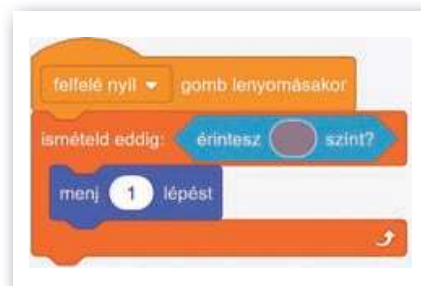 felfelé nyíl gomb lenyomásakor
ismételd eddig: érintesz színt?
menj 1 lépést